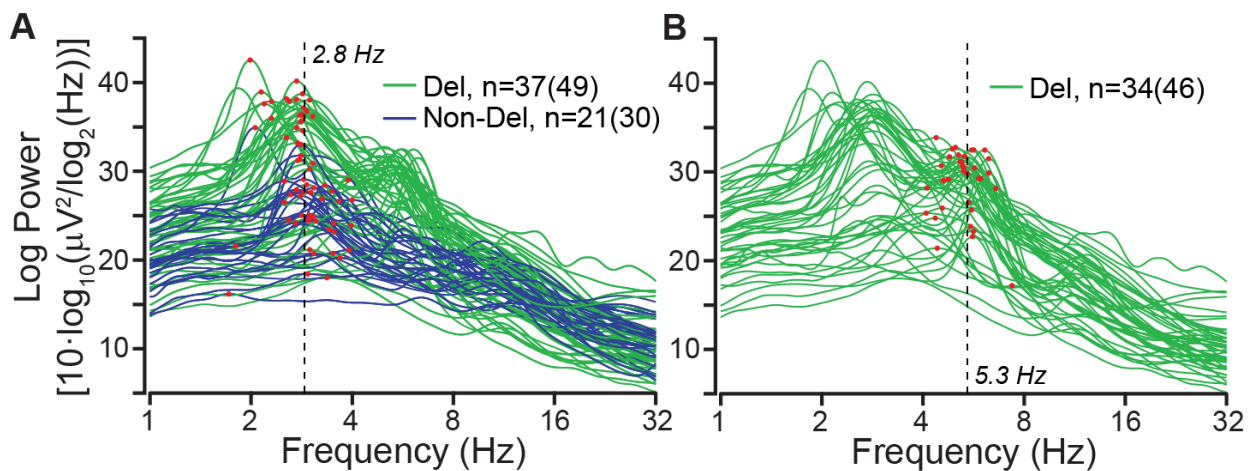 A
B
2.8 Hz
Del, n=37(49)
Non-Del, n=21(30)
Del, n=34(46)
Log Power
[10·log₁₀(µV²/log₂(Hz))]
40
30
20
10
40
30
20
10
5.3 Hz
1 2 4 8 16 32
1 2 4 8 16 32
Frequency (Hz)
Frequency (Hz)